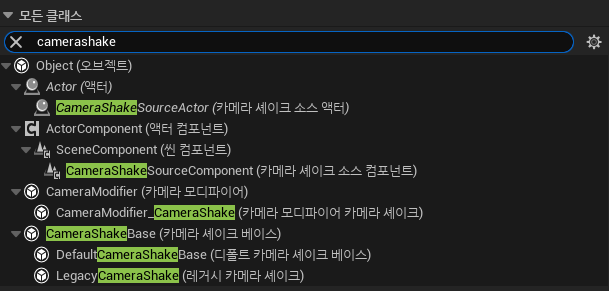 모든 클래스
camerashake
Object (오브젝트)
Actor (액터)
CameraShakeSourceActor (카메라 셰이크 소스 액터)
ActorComponent (액터 컴포넌트)
SceneComponent (씬 컴포넌트)
CameraShakeSourceComponent (카메라 셰이크 소스 컴포넌트)
CameraModifier (카메라 모디파이어)
CameraModifier_CameraShake (카메라 모디파이어 카메라 셰이크)
CameraShakeBase (카메라 셰이크 베이스)
DefaultCameraShakeBase (디폴트 카메라 셰이크 베이스)
LegacyCameraShake (레거시 카메라 셰이크)